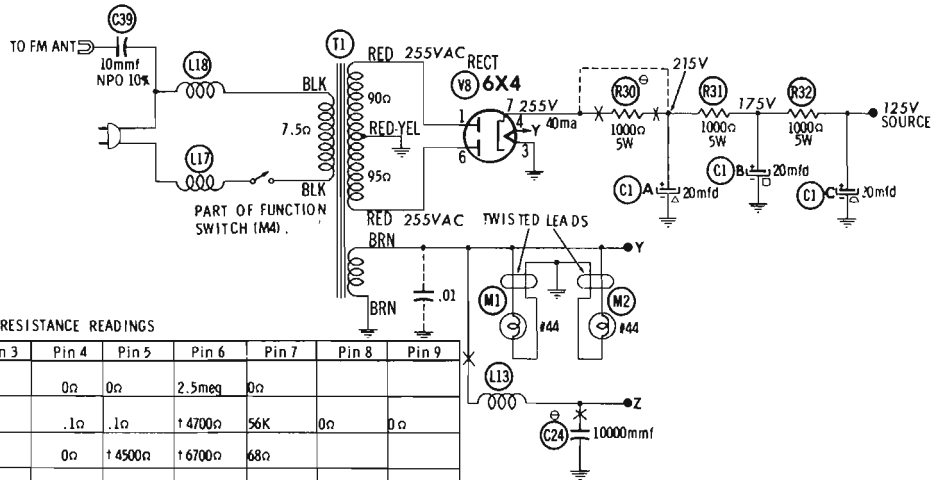 C39
TO FM ANT
10mmf
NPO 10%
L18
L17
PART OF FUNCTION
SWITCH (M4).
BLK
7.5Ω
BLK
T1
RED 255VAC
90Ω
RED-YEL
95Ω
RED 255VAC
BRN
BRN
RECT
V8 6X4
1
6
7 255V
4
Y
3
40ma
R30
1000Ω
5W
215V
R31
1000Ω
5W
175V
R32
1000Ω
5W
125V
SOURCE
C1 A 20mfd
C1 B 20mfd
C1 C 20mfd
TWISTED LEADS
Y
.01
M1
#44
M2
#44
L13
Z
C24 10000mmf
RESISTANCE READINGS
n 3 Pin 4 Pin 5 Pin 6 Pin 7 Pin 8 Pin 9
0Ω 0Ω 2.5meg 0Ω
.1Ω .1Ω †4700Ω 56K 0Ω 0Ω
0Ω †4500Ω †6700Ω 68Ω